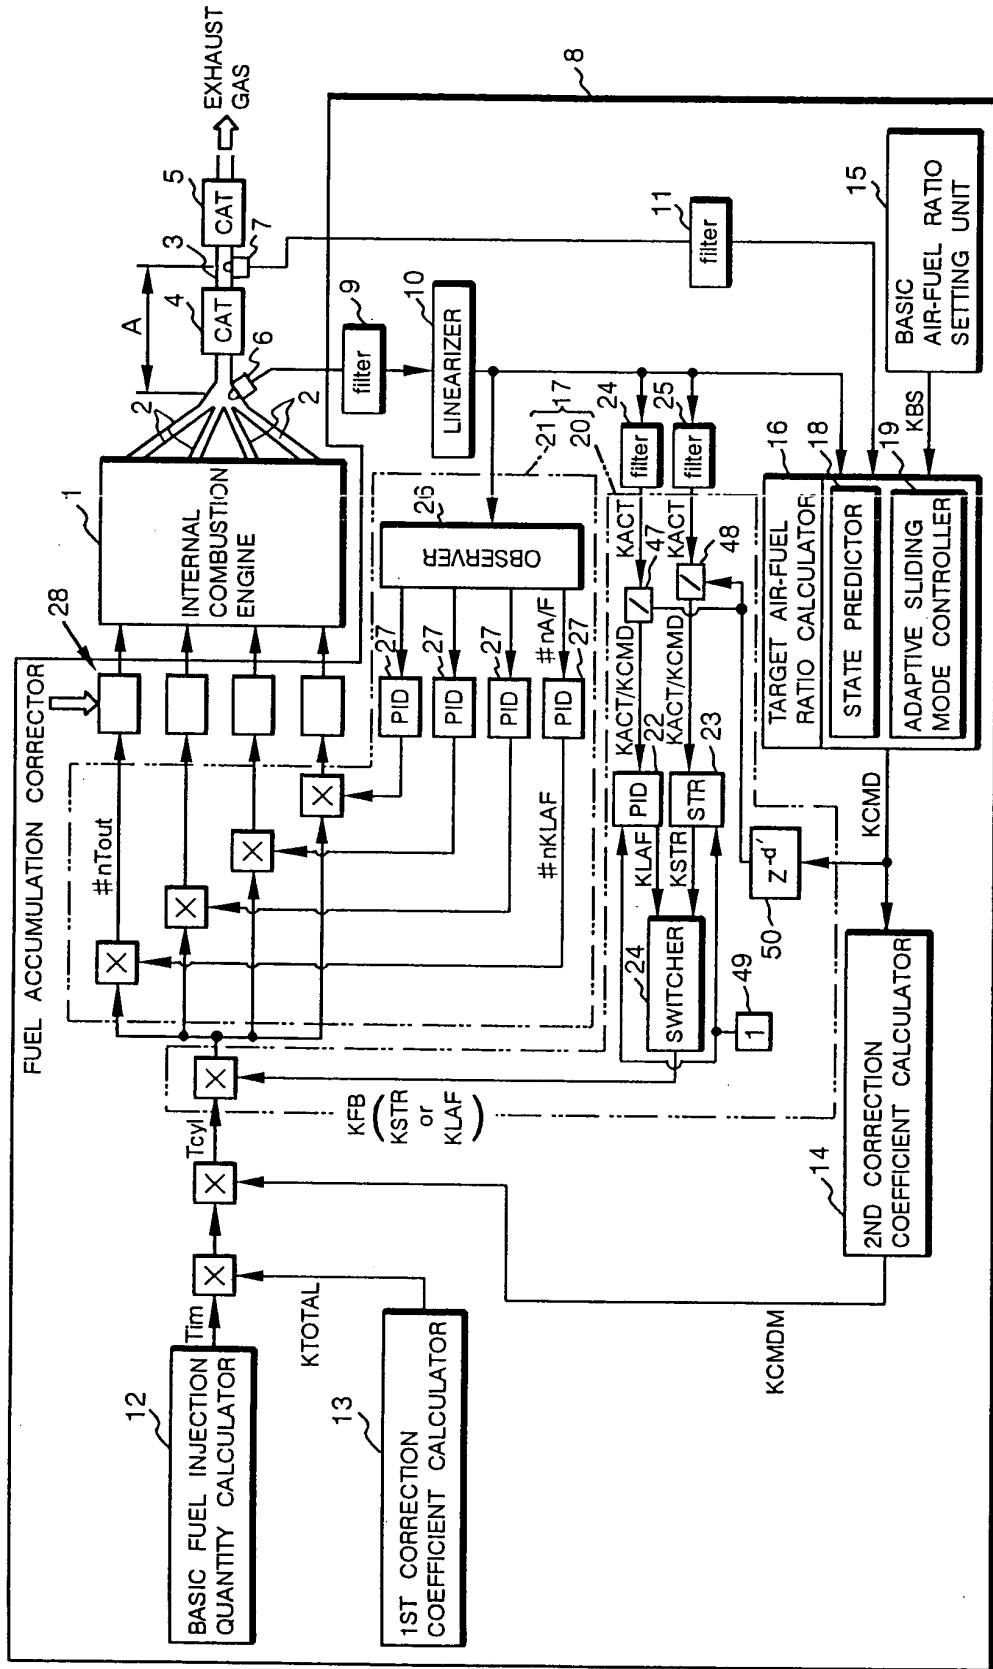 FUEL ACCUMULATION CORRECTOR
28
1
INTERNAL
COMBUSTION
ENGINE
2
2
A
4
CAT
3
5
CAT
7
6
EXHAUST
GAS
8
9
filter
10
LINEARIZER
11
filter
12
BASIC FUEL INJECTION
QUANTITY CALCULATOR
Tim
×
×
Tcyl
×
#nTout
×
×
×
×
KTOTAL
13
1ST CORRECTION
COEFFICIENT CALCULATOR
KFB (KSTR
or
KLAF)
26
OBSERVER
PID
27
PID
27
PID
27
PID
27
#nA/F
#nKLAF
21
20
17
24
filter
25
filter
KACT
KACT
47
/
48
/
KACT/KCMD
KACT/KCMD
22
PID
23
STR
KLAF
KSTR
24
SWITCHER
49
1
50
Z-d'
KCMD
16
TARGET AIR-FUEL
RATIO CALCULATOR
18
STATE PREDICTOR
19
ADAPTIVE SLIDING
MODE CONTROLLER
KBS
15
BASIC
AIR-FUEL RATIO
SETTING UNIT
14
2ND CORRECTION
COEFFICIENT CALCULATOR
KCMDM